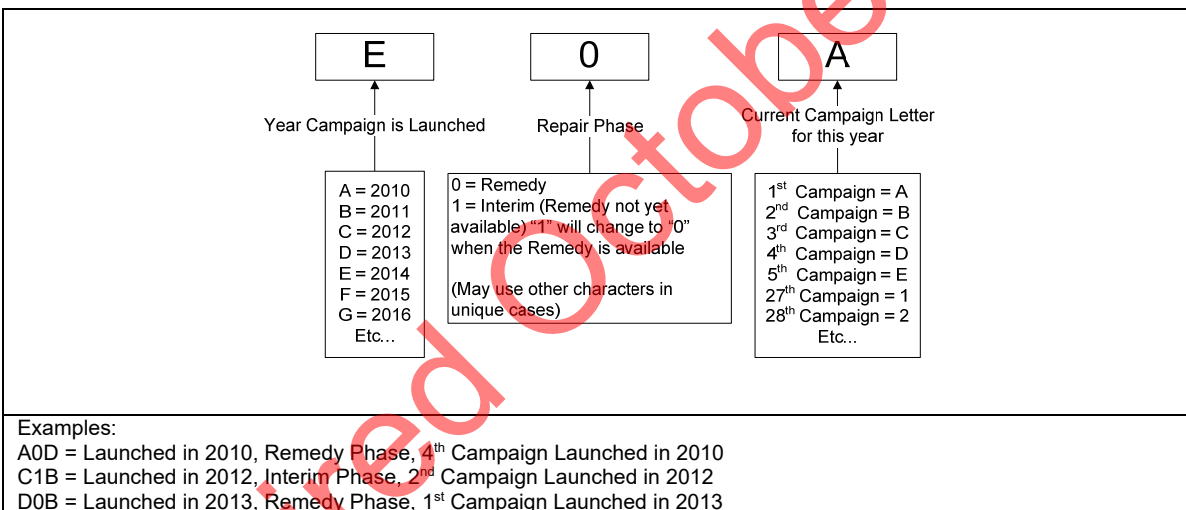 E 0 A
Year Campaign is Launched
Repair Phase
Current Campaign Letter
for this year
A = 2010
B = 2011
C = 2012
D = 2013
E = 2014
F = 2015
G = 2016
Etc...
0 = Remedy
1 = Interim (Remedy not yet
available) “1” will change to “0”
when the Remedy is available
(May use other characters in
unique cases)
1st Campaign = A
2nd Campaign = B
3rd Campaign = C
4th Campaign = D
5th Campaign = E
27th Campaign = 1
28th Campaign = 2
Etc...
Examples:
A0D = Launched in 2010, Remedy Phase, 4th Campaign Launched in 2010
C1B = Launched in 2012, Interim Phase, 2nd Campaign Launched in 2012
D0B = Launched in 2013, Remedy Phase, 1st Campaign Launched in 2013
ired Octobe